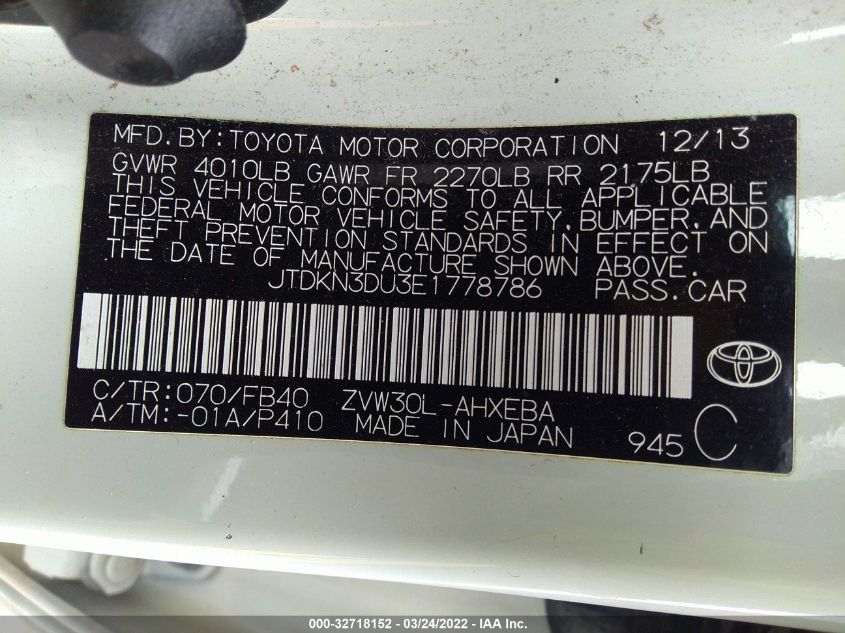 MFD.BY:TOYOTA MOTOR CORPORATION 12/13
GVWR 4010LB GAWR FR 2270LB RR 2175LB
THIS VEHICLE CONFORMS TO ALL APPLICABLE
FEDERAL MOTOR VEHICLE SAFETY,BUMPER,AND
THEFT PREVENTION STANDARDS IN EFFECT ON
THE DATE OF MANUFACTURE SHOWN ABOVE.
JTDKN3DU3E1778786 PASS.CAR
C/TR:070/FB40 ZVW30L-AHXEBA
A/TM:-01A/P410 MADE IN JAPAN 945 C
000-32718152 - 03/24/2022 - IAA Inc.